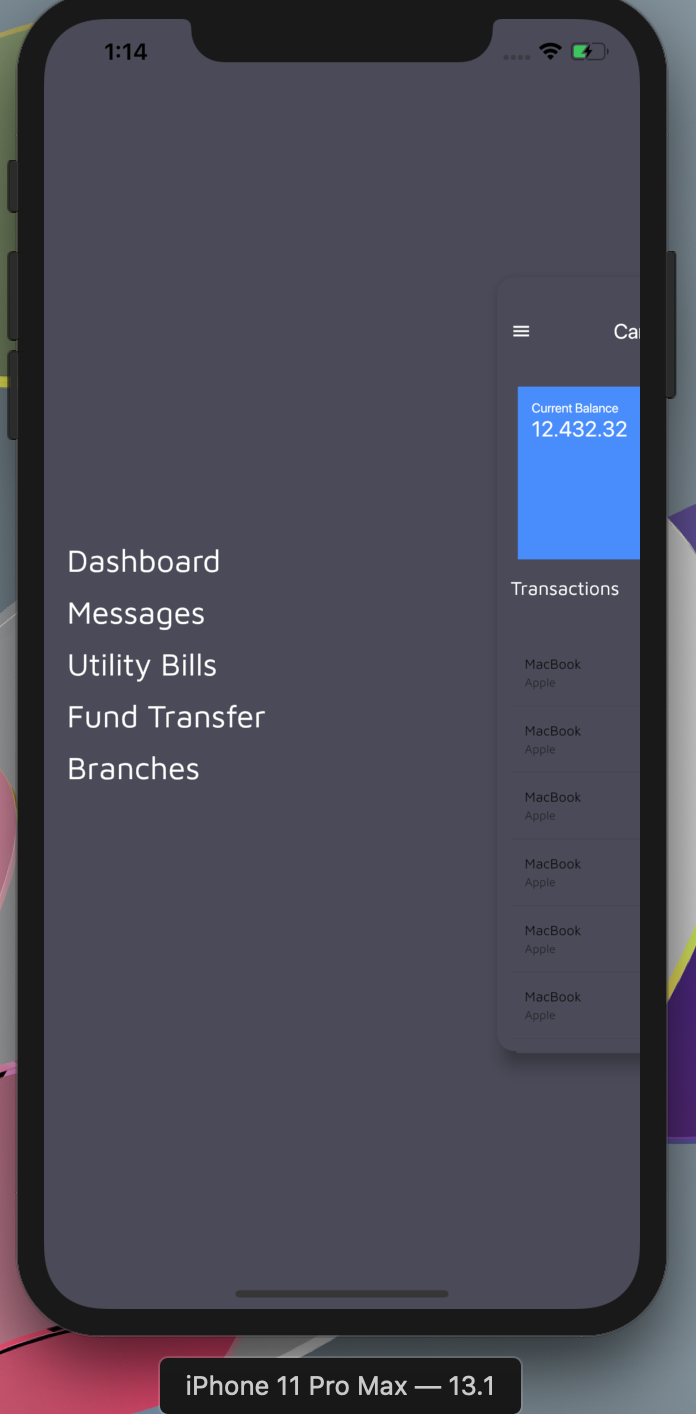 1:14
Ca
Current Balance
12.432.32
Dashboard
Messages
Utility Bills
Fund Transfer
Branches
Transactions
MacBook
Apple
MacBook
Apple
MacBook
Apple
MacBook
Apple
MacBook
Apple
MacBook
Apple
iPhone 11 Pro Max — 13.1